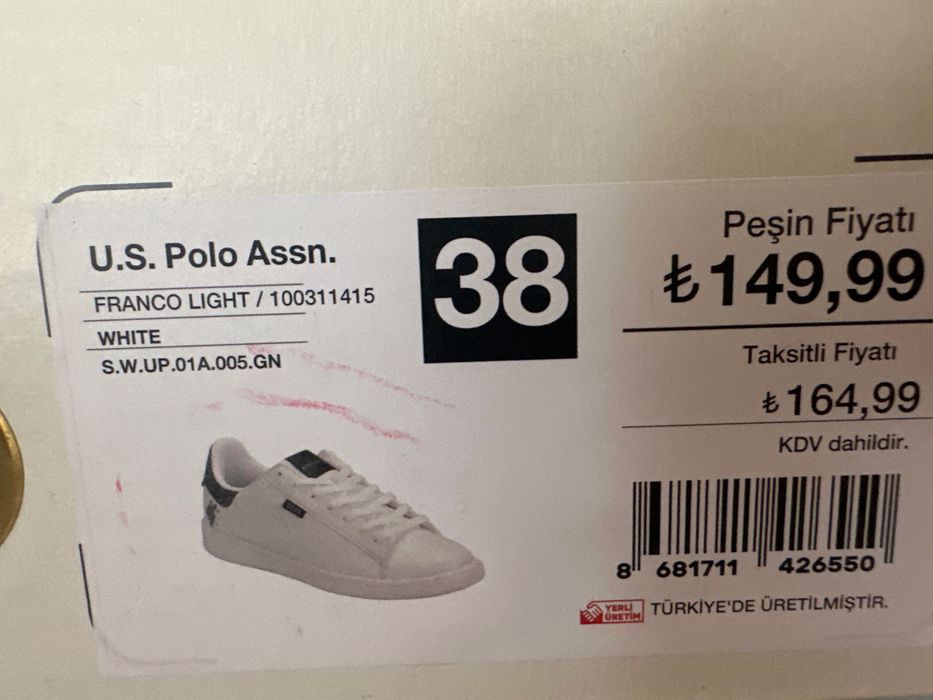 U.S. Polo Assn.
FRANCO LIGHT / 100311415
WHITE
S.W.UP.01A.005.GN
38
Peşin Fiyatı
₺149,99
Taksitli Fiyatı
₺164,99
KDV dahildir.
8 681711 426550
YERLİ
ÜRETİM
TÜRKİYE'DE ÜRETİLMİŞTİR.